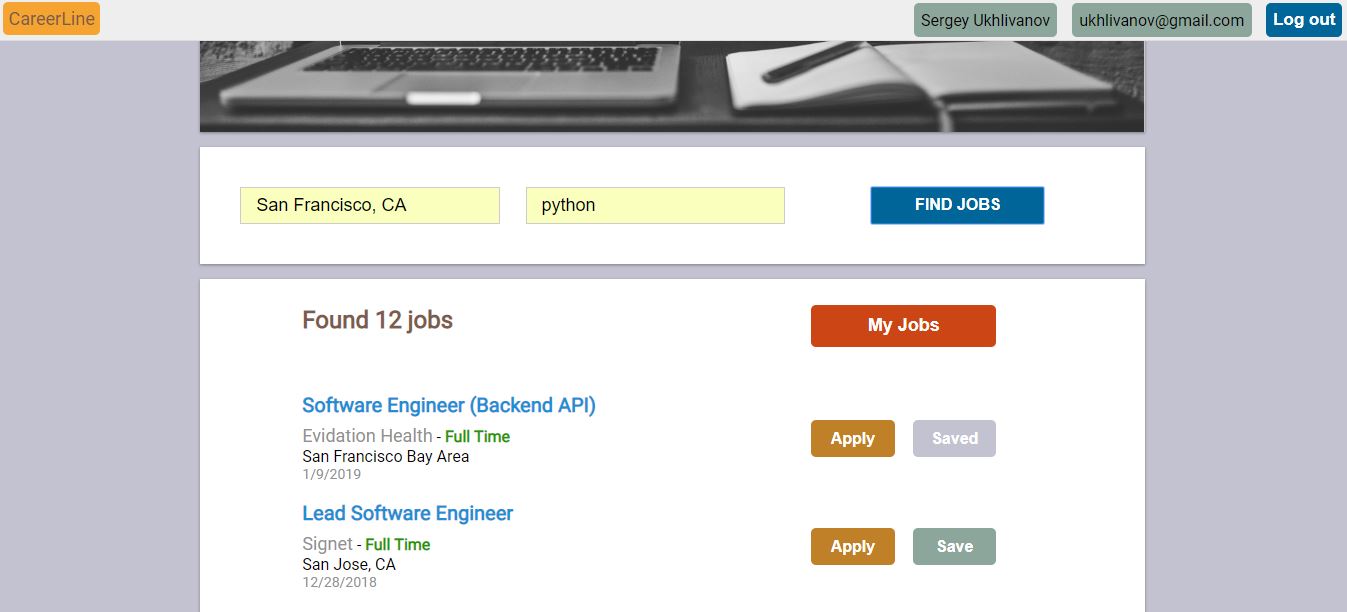 CareerLine Sergey Ukhlivanov ukhlivanov@gmail.com Log out
San Francisco, CA python FIND JOBS
Found 12 jobs My Jobs
Software Engineer (Backend API)
Evidation Health - Full Time Apply Saved
San Francisco Bay Area
1/9/2019
Lead Software Engineer
Signet - Full Time Apply Save
San Jose, CA
12/28/2018